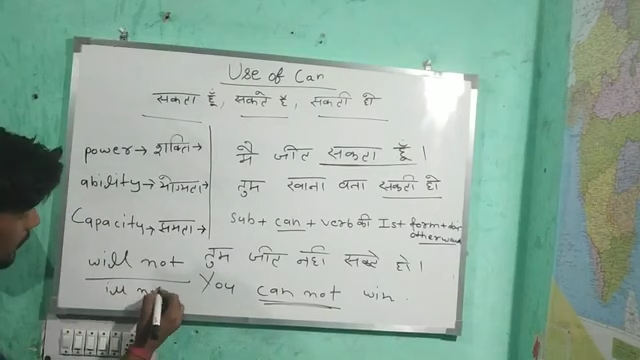 Use of Can
सकता हूँ, सकते है, सकती हो
power→ शक्ति→
मै जीत सकता हूँ।
ability→ योग्यता→
तुम खाना बना सकती हो
Capacity→ क्षमता→
Sub + can + verb की Ist form +
otherword
will not
तुम जीत नही सकते हो।
You can not win.